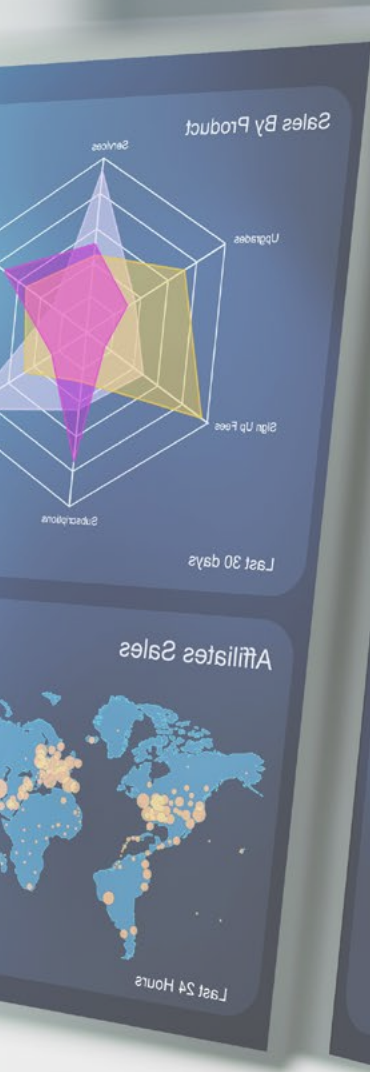 Sales By Product
Services
Upgrades
Sign Up Fees
Subscriptions
Last 30 days
Affiliates Sales
Last 24 Hours